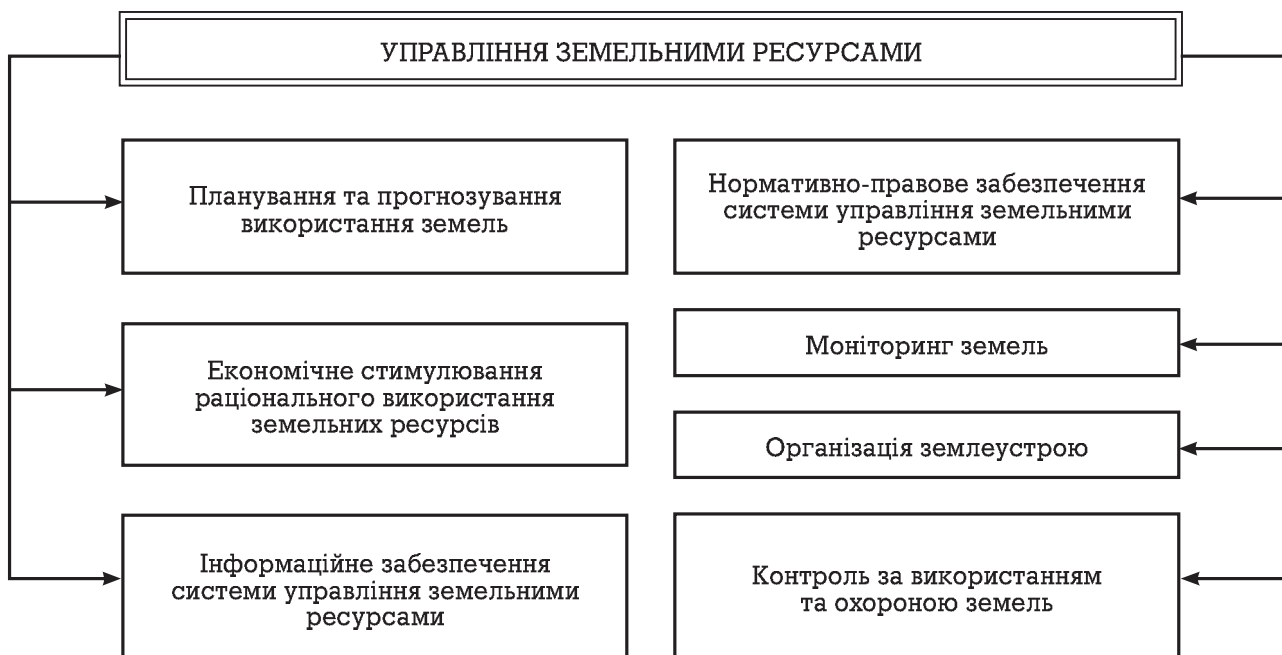 УПРАВЛІННЯ ЗЕМЕЛЬНИМИ РЕСУРСАМИ
Планування та прогнозування
використання земель
Економічне стимулювання
раціонального використання
земельних ресурсів
Інформаційне забезпечення
системи управління земельними
ресурсами
Нормативно-правове забезпечення
системи управління земельними
ресурсами
Моніторинг земель
Організація землеустрою
Контроль за використанням
та охороною земель